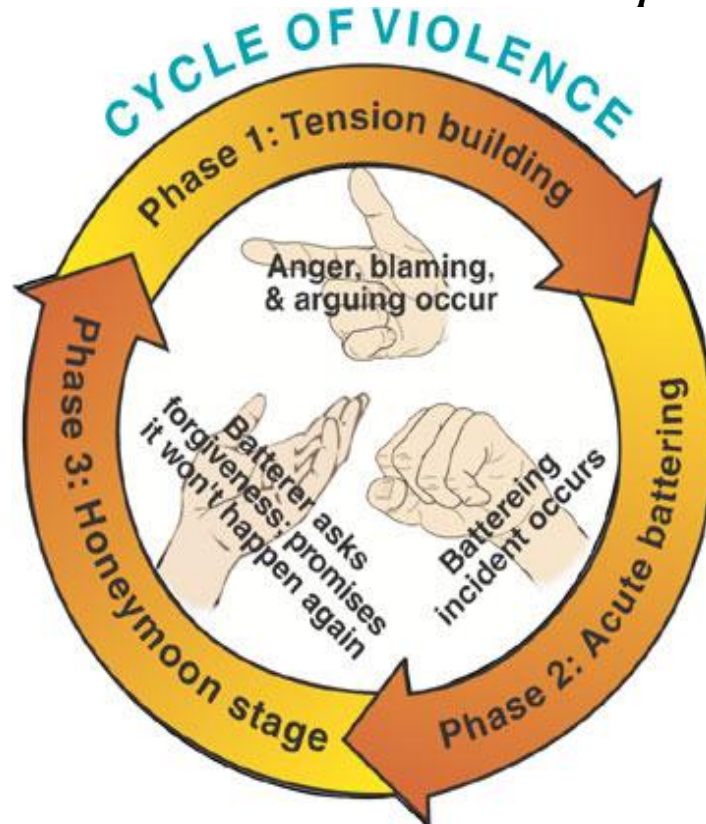 CYCLE OF VIOLENCE
Phase 1: Tension building
Anger, blaming,
& arguing occur
Phase 2: Acute battering
Battereing
incident occurs
Phase 3: Honeymoon stage
Batterer asks
forgiveness; promises
it won't happen again